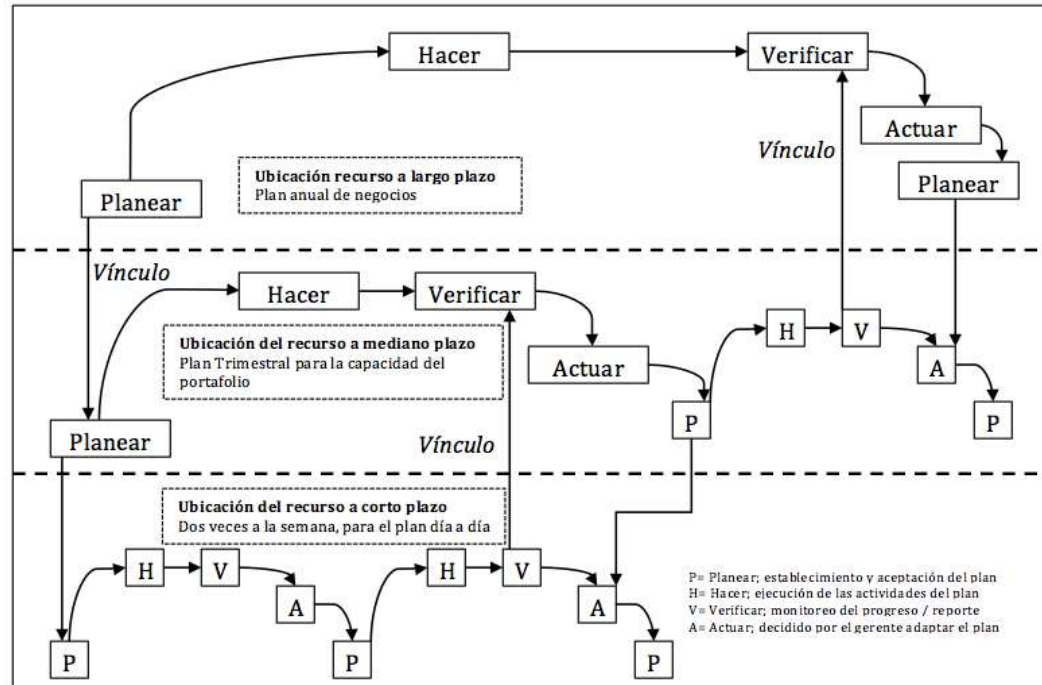 Hacer
Verificar
Actuar
Vínculo
Ubicación recurso a largo plazo
Plan anual de negocios
Planear
Planear
Vínculo
Hacer
Verificar
H
V
Ubicación del recurso a mediano plazo
Plan Trimestral para la capacidad del
portafolio
Actuar
A
P
P
Planear
Vínculo
Ubicación del recurso a corto plazo
Dos veces a la semana, para el plan día a día
H
V
H
V
A
A
P
P
P
P= Planear; establecimiento y aceptación del plan
H= Hacer; ejecución de las actividades del plan
V= Verificar; monitoreo del progreso / reporte
A= Actuar; decidido por el gerente adaptar el plan